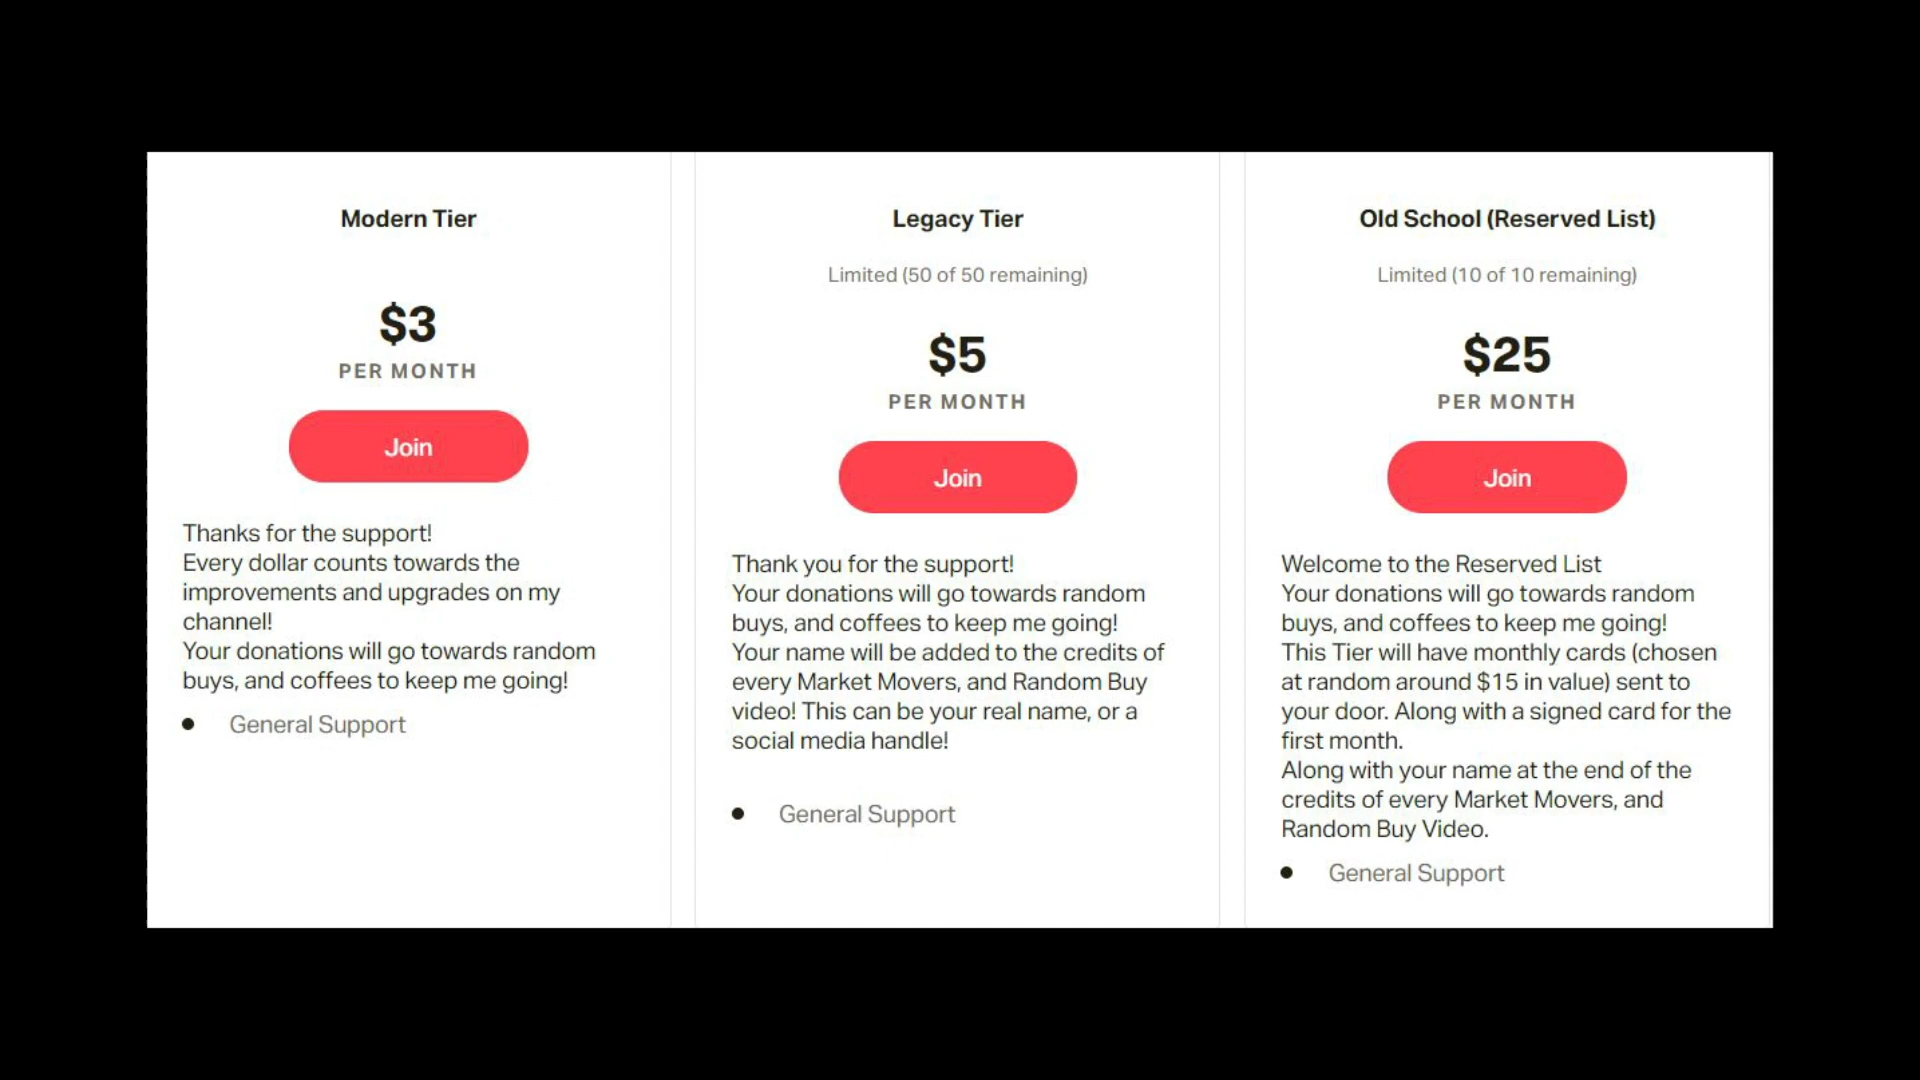 Modern Tier
$3
PER MONTH
Join
Thanks for the support!
Every dollar counts towards the
improvements and upgrades on my
channel!
Your donations will go towards random
buys, and coffees to keep me going!
General Support
Legacy Tier
Limited (50 of 50 remaining)
$5
PER MONTH
Join
Thank you for the support!
Your donations will go towards random
buys, and coffees to keep me going!
Your name will be added to the credits of
every Market Movers, and Random Buy
video! This can be your real name, or a
social media handle!
General Support
Old School (Reserved List)
Limited (10 of 10 remaining)
$25
PER MONTH
Join
Welcome to the Reserved List
Your donations will go towards random
buys, and coffees to keep me going!
This Tier will have monthly cards (chosen
at random around $15 in value) sent to
your door. Along with a signed card for the
first month.
Along with your name at the end of the
credits of every Market Movers, and
Random Buy Video.
General Support